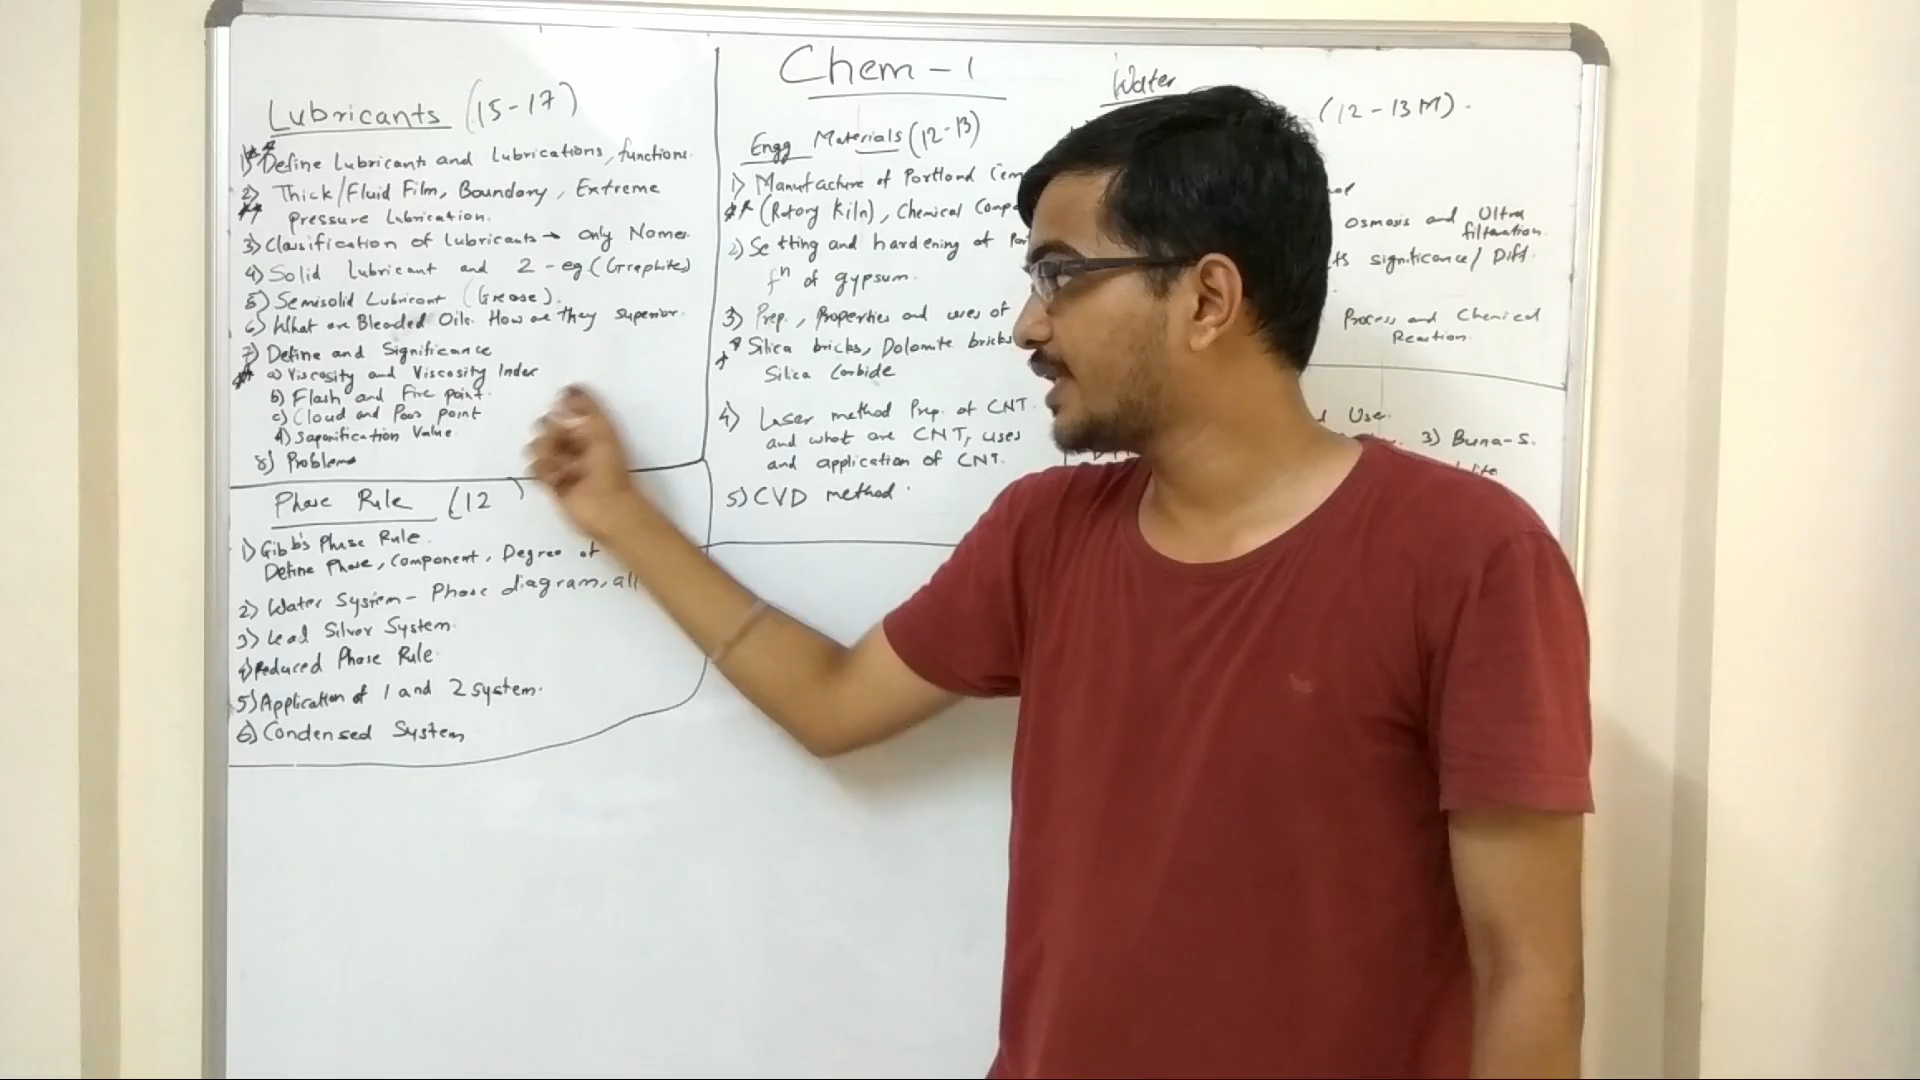 Chem - 1
Lubricants (15-17)
1) Define Lubricants and Lubrications, functions.
2) Thick/Fluid Film, Boundary, Extreme
Pressure Lubrication.
3) Classification of Lubricants → only Names
4) Solid Lubricant and 2 - eg (Graphites)
5) Semisolid Lubricant (Grease).
6) What are Blended Oils. How are they superior.
7) Define and Significance
a) Viscosity and Viscosity Index
b) Flash and Fire point.
c) Cloud and Pour point
d) Saponification Value.
8) Problems
Phase Rule (12)
1) Gibb's Phase Rule.
Define Phase, Component, Degree of
2) Water System - Phase diagram, all
3) Lead Silver System.
4) Reduced Phase Rule.
5) Application of 1 and 2 system.
6) Condensed System
Engg Materials (12-13)
1) Manufacture of Portland Cem
(Rotory Kiln), Chemical Comp
2) Setting and hardening of Por
fⁿ of gypsum.
3) Prep., Properties and uses of
Silica bricks, Dolomite bricks
Silica Carbide
4) Laser method Prep. of CNT.
and what are CNT, uses
and application of CNT.
5) CVD method.
Water (12-13M).
osmosis and Ultra
filtration.
ts significance/ Diff.
Process and Chemical
Reaction.
d Use.
3) Buna-S.